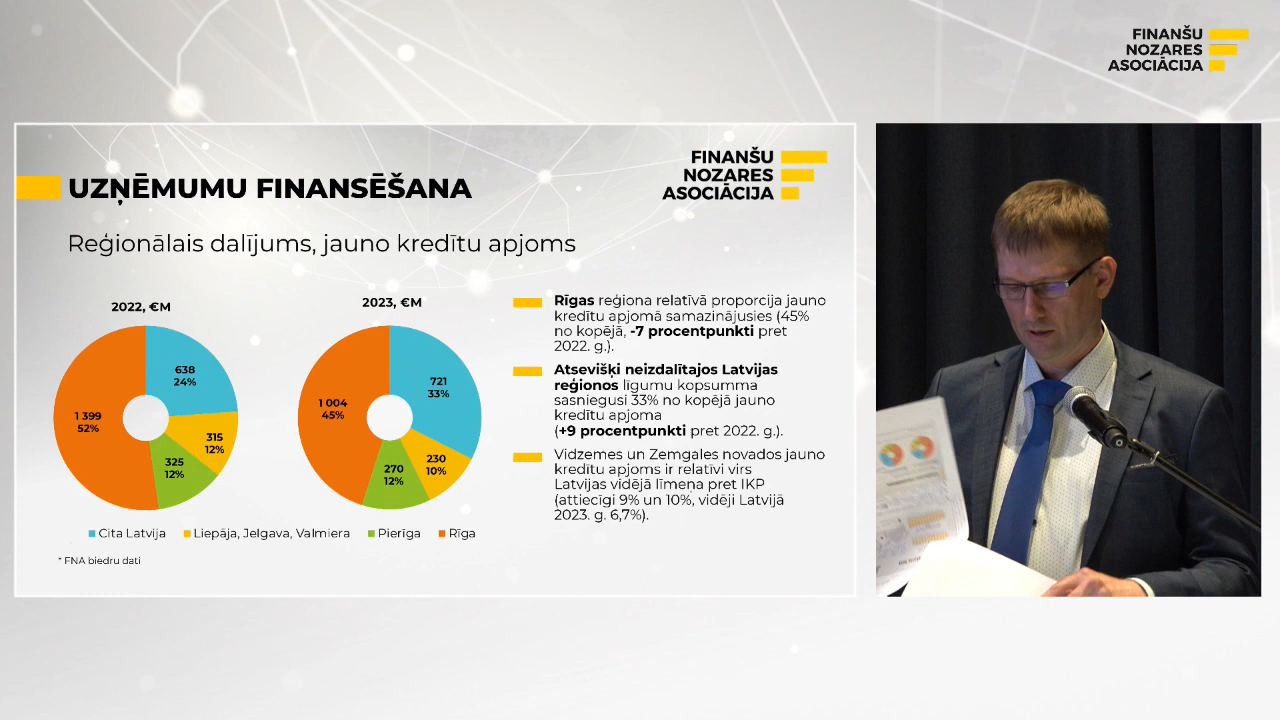 FINANŠU
NOZARES
ASOCIĀCIJA
FINANŠU
NOZARES
ASOCIĀCIJA
UZŅĒMUMU FINANSĒŠANA
Reģionālais dalījums, jauno kredītu apjoms
2022, €M
638
24%
315
12%
325
12%
1 399
52%
2023, €M
721
33%
230
10%
270
12%
1 004
45%
Cita Latvija
Liepāja, Jelgava, Valmiera
Pierīga
Rīga
* FNA biedru dati
Rīgas reģiona relatīvā proporcija jauno
kredītu apjomā samazinājusies (45%
no kopējā, -7 procentpunkti pret
2022. g.).
Atsevišķi neizdalītajos Latvijas
reģionos līgumu kopsumma
sasniegusi 33% no kopējā jauno
kredītu apjoma
(+9 procentpunkti pret 2022. g.).
Vidzemes un Zemgales novados jauno
kredītu apjoms ir relatīvi virs
Latvijas vidējā līmeņa pret IKP
(attiecīgi 9% un 10%, vidēji Latvijā
2023. g. 6,7%).